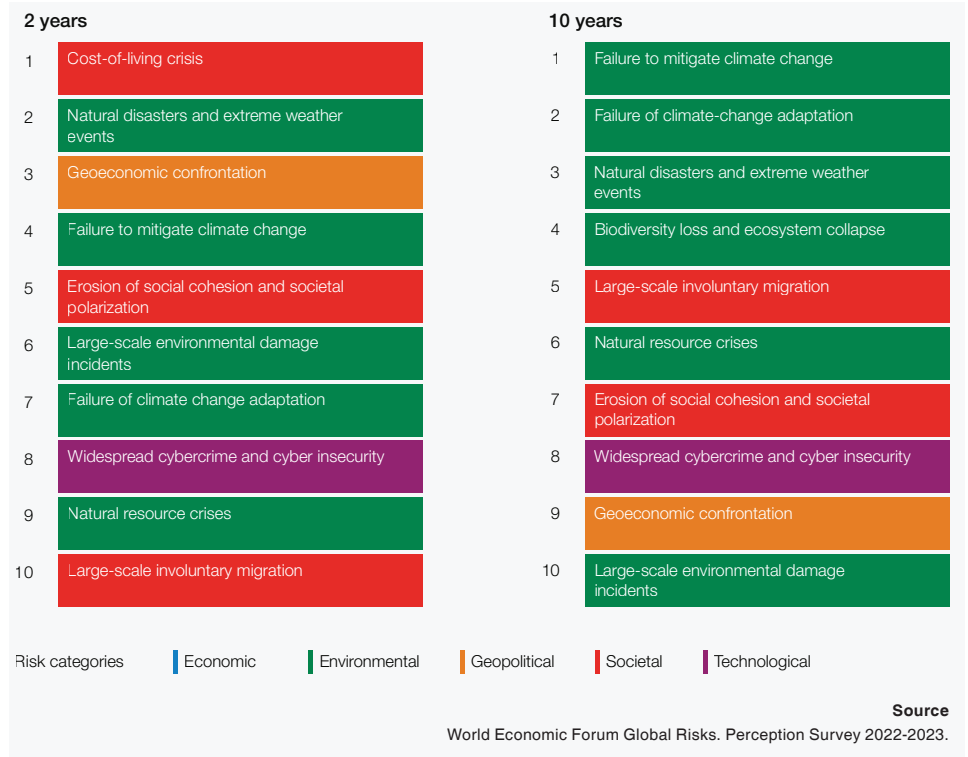 2 years
1 Cost-of-living crisis
2 Natural disasters and extreme weather
events
3 Geoeconomic confrontation
4 Failure to mitigate climate change
5 Erosion of social cohesion and societal
polarization
6 Large-scale environmental damage
incidents
7 Failure of climate change adaptation
8 Widespread cybercrime and cyber insecurity
9 Natural resource crises
10 Large-scale involuntary migration
10 years
1 Failure to mitigate climate change
2 Failure of climate-change adaptation
3 Natural disasters and extreme weather
events
4 Biodiversity loss and ecosystem collapse
5 Large-scale involuntary migration
6 Natural resource crises
7 Erosion of social cohesion and societal
polarization
8 Widespread cybercrime and cyber insecurity
9 Geoeconomic confrontation
10 Large-scale environmental damage
incidents
Risk categories Economic Environmental Geopolitical Societal Technological
Source
World Economic Forum Global Risks. Perception Survey 2022-2023.